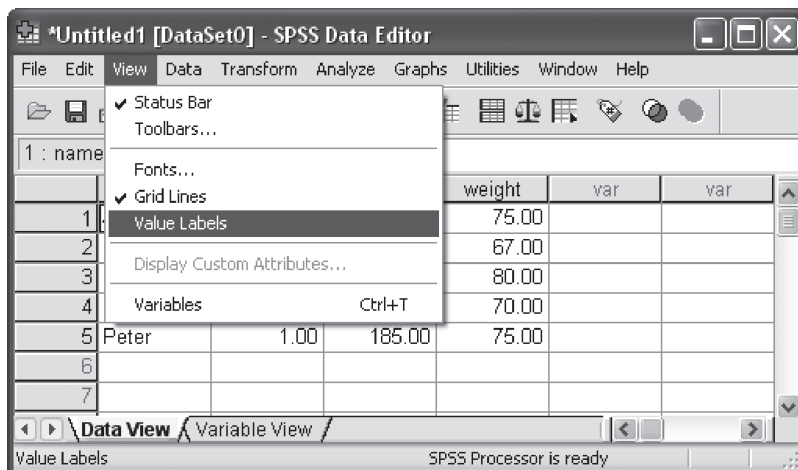 *Untitled1 [DataSet0] - SPSS Data Editor
File Edit View Data Transform Analyze Graphs Utilities Window Help
✓ Status Bar
Toolbars...
1 : name
Fonts...
✓ Grid Lines
Value Labels
Display Custom Attributes...
Variables Ctrl+T
weight var var
1 75.00
2 67.00
3 80.00
4 70.00
5 Peter 1.00 185.00 75.00
6
7
Data View Variable View
Value Labels SPSS Processor is ready